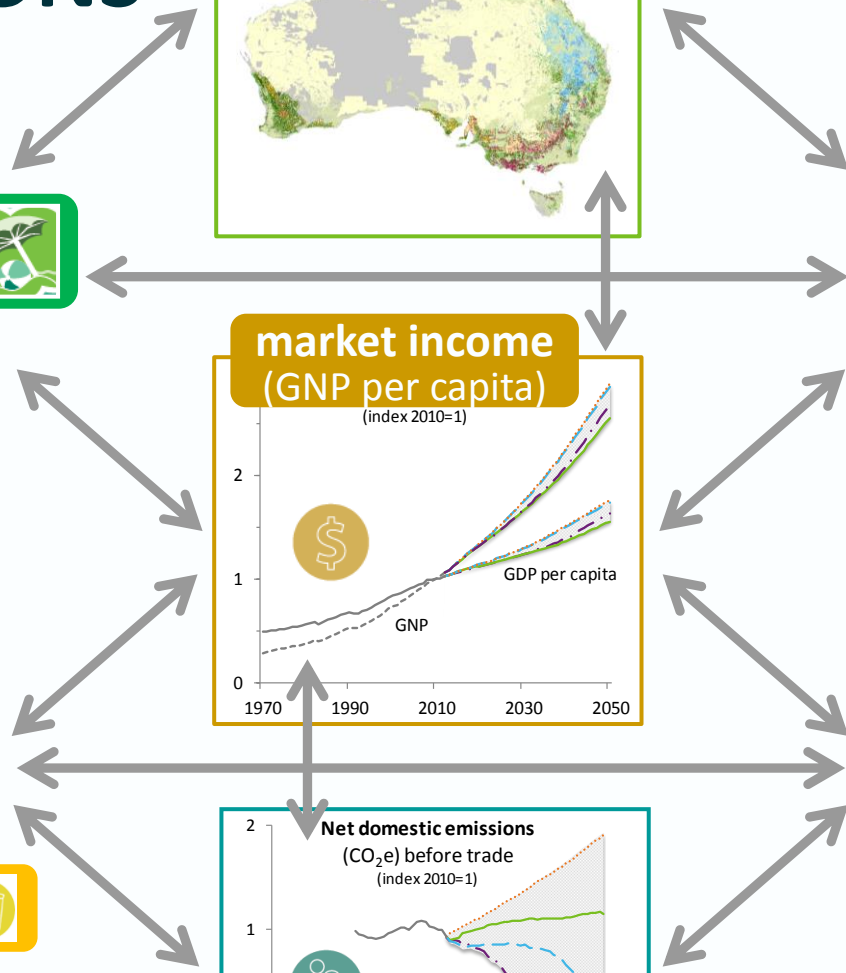 market income
(GNP per capita)
(index 2010=1)
2
1
GDP per capita
GNP
0
1970 1990 2010 2030 2050
2
Net domestic emissions
(CO₂e) before trade
(index 2010=1)
1